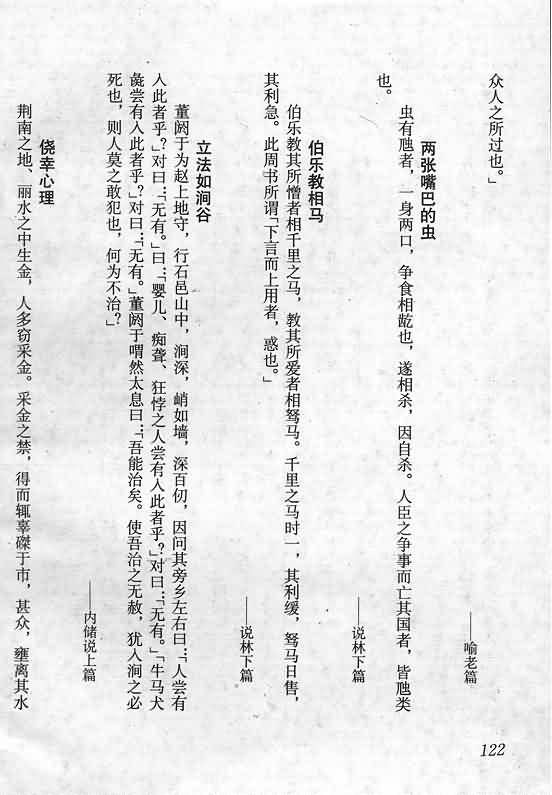 众人之所过也。」
——喻老篇
两张嘴巴的虫
虫有虺者，一身两口，争食相龁也，遂相杀，因自杀。人臣之争事而亡其国者，皆虺类
也。
——说林下篇
伯乐教相马
伯乐教其所憎者相千里之马，教其所爱者相驽马。千里之马时一，其利缓，驽马日售，
其利急。此周书所谓「下言而上用者，惑也。」
——说林下篇
立法如涧谷
董阏于为赵上地守，行石邑山中，涧深，峭如墙，深百仞，因问其旁乡左右曰：「人尝有
入此者乎？」对曰：「无有。」曰：「婴儿、痴聋、狂悖之人尝有入此者乎？」对曰：「无有。」「牛马犬
彘尝有入此者乎？」对曰：「无有。」董阏于喟然太息曰：「吾能治矣。使吾治之无赦，犹入涧之必
死也，则人莫之敢犯也，何为不治？」
——内储说上篇
侥幸心理
荆南之地、丽水之中生金，人多窃采金。采金之禁，得而辄辜磔于市，甚众，壅离其水
122